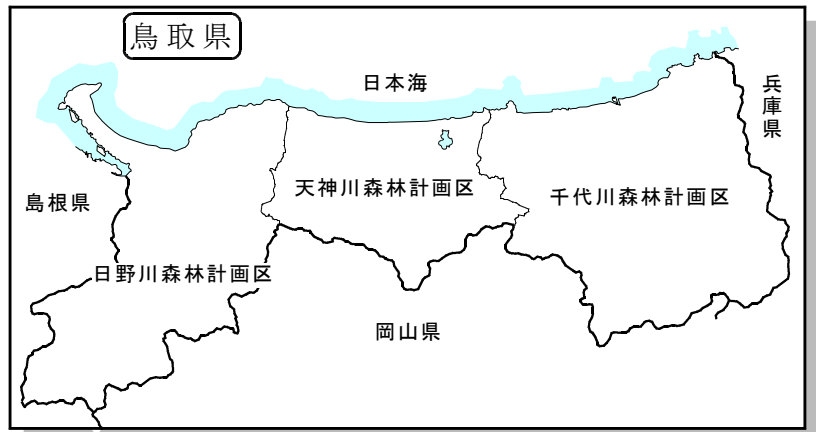 鳥取県
日本海
兵庫県
島根県
天神川森林計画区
千代川森林計画区
日野川森林計画区
岡山県